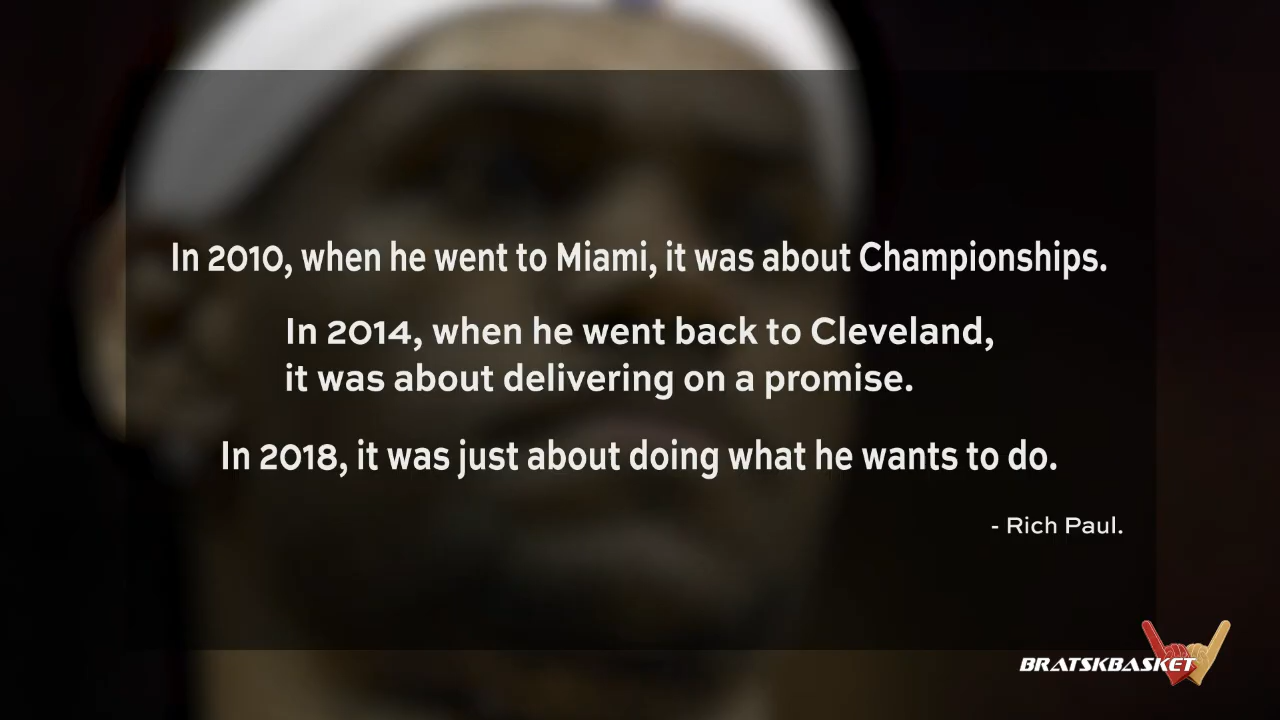 In 2010, when he went to Miami, it was about Championships.
In 2014, when he went back to Cleveland,
it was about delivering on a promise.
In 2018, it was just about doing what he wants to do.
- Rich Paul.
BRATSKBASKET